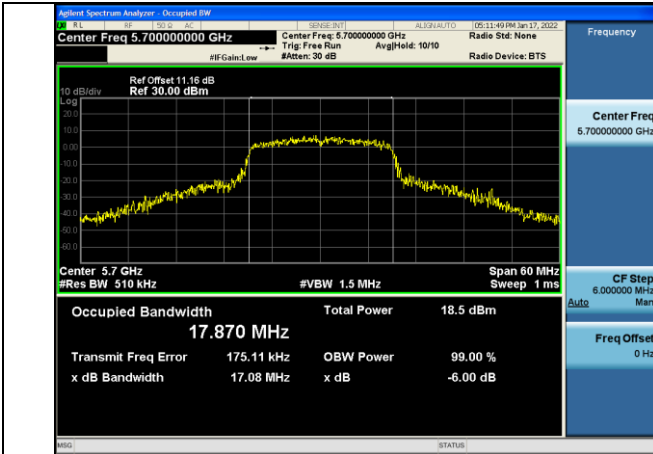 Agilent Spectrum Analyzer - Occupied BW
RL RF 50 Ω AC SENSE:INT ALIGNAUTO 05:11:49 PM Jan 17, 2022
Center Freq 5.700000000 GHz
Center Freq: 5.700000000 GHz
Radio Std: None
Trig: Free Run Avg|Hold: 10/10
#IFGain:Low #Atten: 30 dB Radio Device: BTS
Ref Offset 11.16 dB
10 dB/div Ref 30.00 dBm
Log
20.0
10.0
0.00
-10.0
-20.0
-30.0
-40.0
-50.0
-60.0
Center 5.7 GHz Span 60 MHz
#Res BW 510 kHz #VBW 1.5 MHz Sweep 1 ms
Occupied Bandwidth Total Power 18.5 dBm
17.870 MHz
Transmit Freq Error 175.11 kHz OBW Power 99.00 %
x dB Bandwidth 17.08 MHz x dB -6.00 dB
MSG STATUS
Frequency
Center Freq
5.700000000 GHz
CF Step
6.000000 MHz
Auto Man
Freq Offset
0 Hz